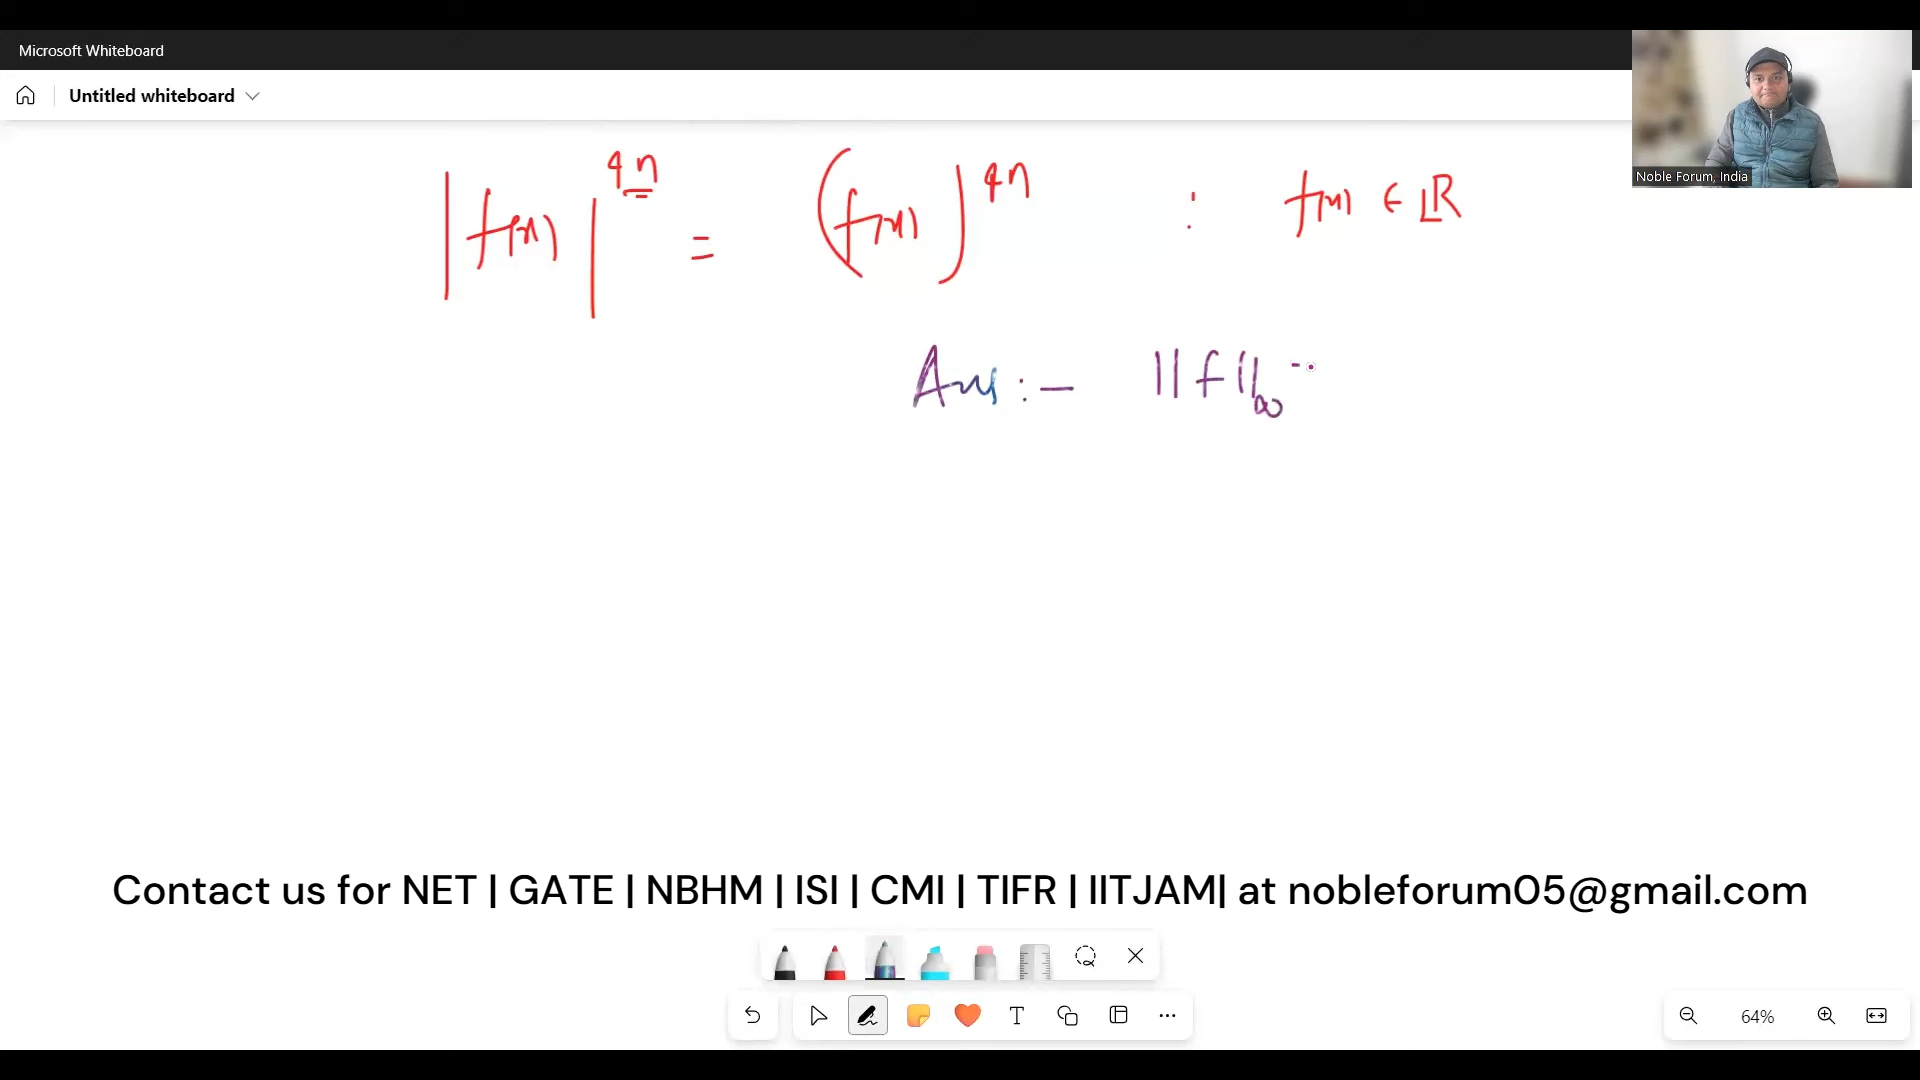 Microsoft Whiteboard
Untitled whiteboard
Noble Forum, India
|f(x)|^{4n} = (f(x))^{4n} : f(x) ∈ ℝ
Ans :- ||f||_∞ -
Contact us for NET | GATE | NBHM | ISI | CMI | TIFR | IITJAM| at nobleforum05@gmail.com
64%